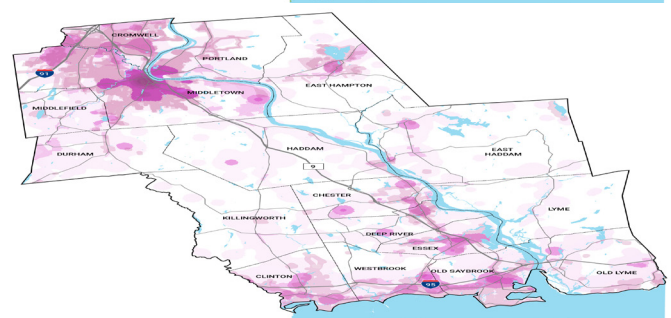 CROMWELL
PORTLAND
91
EAST HAMPTON
MIDDLETOWN
MIDDLEFIELD
HADDAM
EAST
HADDAM
DURHAM
9
CHESTER
LYME
KILLINGWORTH
DEEP RIVER
ESSEX
WESTBROOK
OLD SAYBROOK
OLD LYME
CLINTON
95